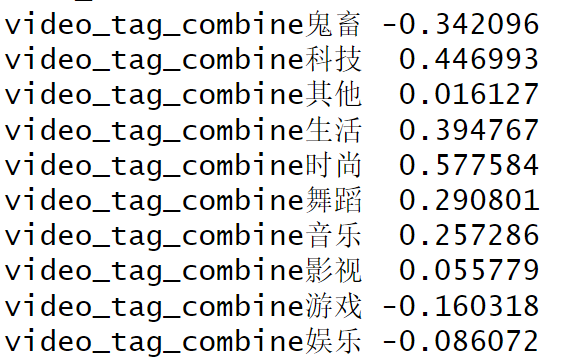 video_tag_combine鬼畜 -0.342096
video_tag_combine科技 0.446993
video_tag_combine其他 0.016127
video_tag_combine生活 0.394767
video_tag_combine时尚 0.577584
video_tag_combine舞蹈 0.290801
video_tag_combine音乐 0.257286
video_tag_combine影视 0.055779
video_tag_combine游戏 -0.160318
video_tag_combine娱乐 -0.086072